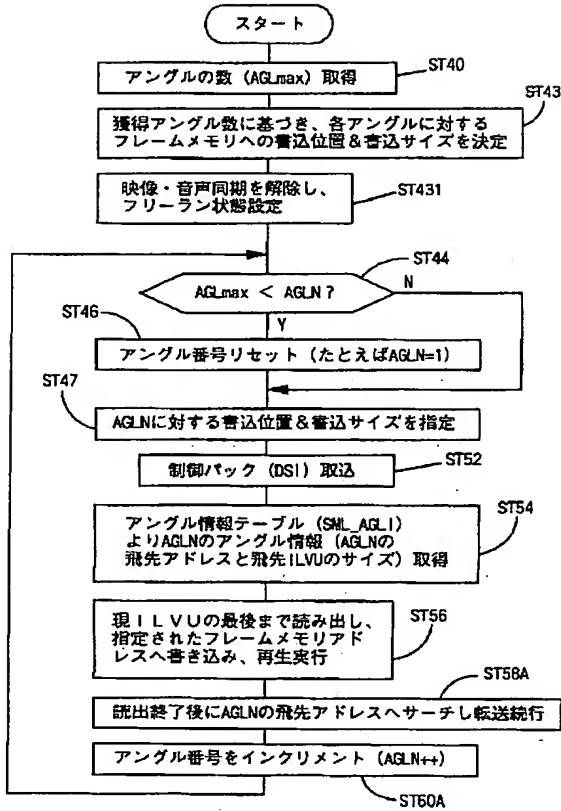 スタート
アングルの数 (AGLmax) 取得
ST40
獲得アングル数に基づき、各アングルに対する
フレームメモリへの書込位置&書込サイズを決定
ST43
映像・音声同期を解除し、
フリーラン状態設定
ST431
AGLmax < AGLN ?
ST44
N
Y
ST46
アングル番号リセット (たとえばAGLN=1)
ST47
AGLNに対する書込位置&書込サイズを指定
制御パック (DSI) 取込
ST52
アングル情報テーブル (SML_AGLI)
よりAGLNのアングル情報 (AGLNの
飛先アドレスと飛先ILVUのサイズ) 取得
ST54
現ILVUの最後まで読み出し、
指定されたフレームメモリアド
レスへ書き込み、再生実行
ST56
読出終了後にAGLNの飛先アドレスへサーチし転送続行
ST58A
アングル番号をインクリメント (AGLN++)
ST60A